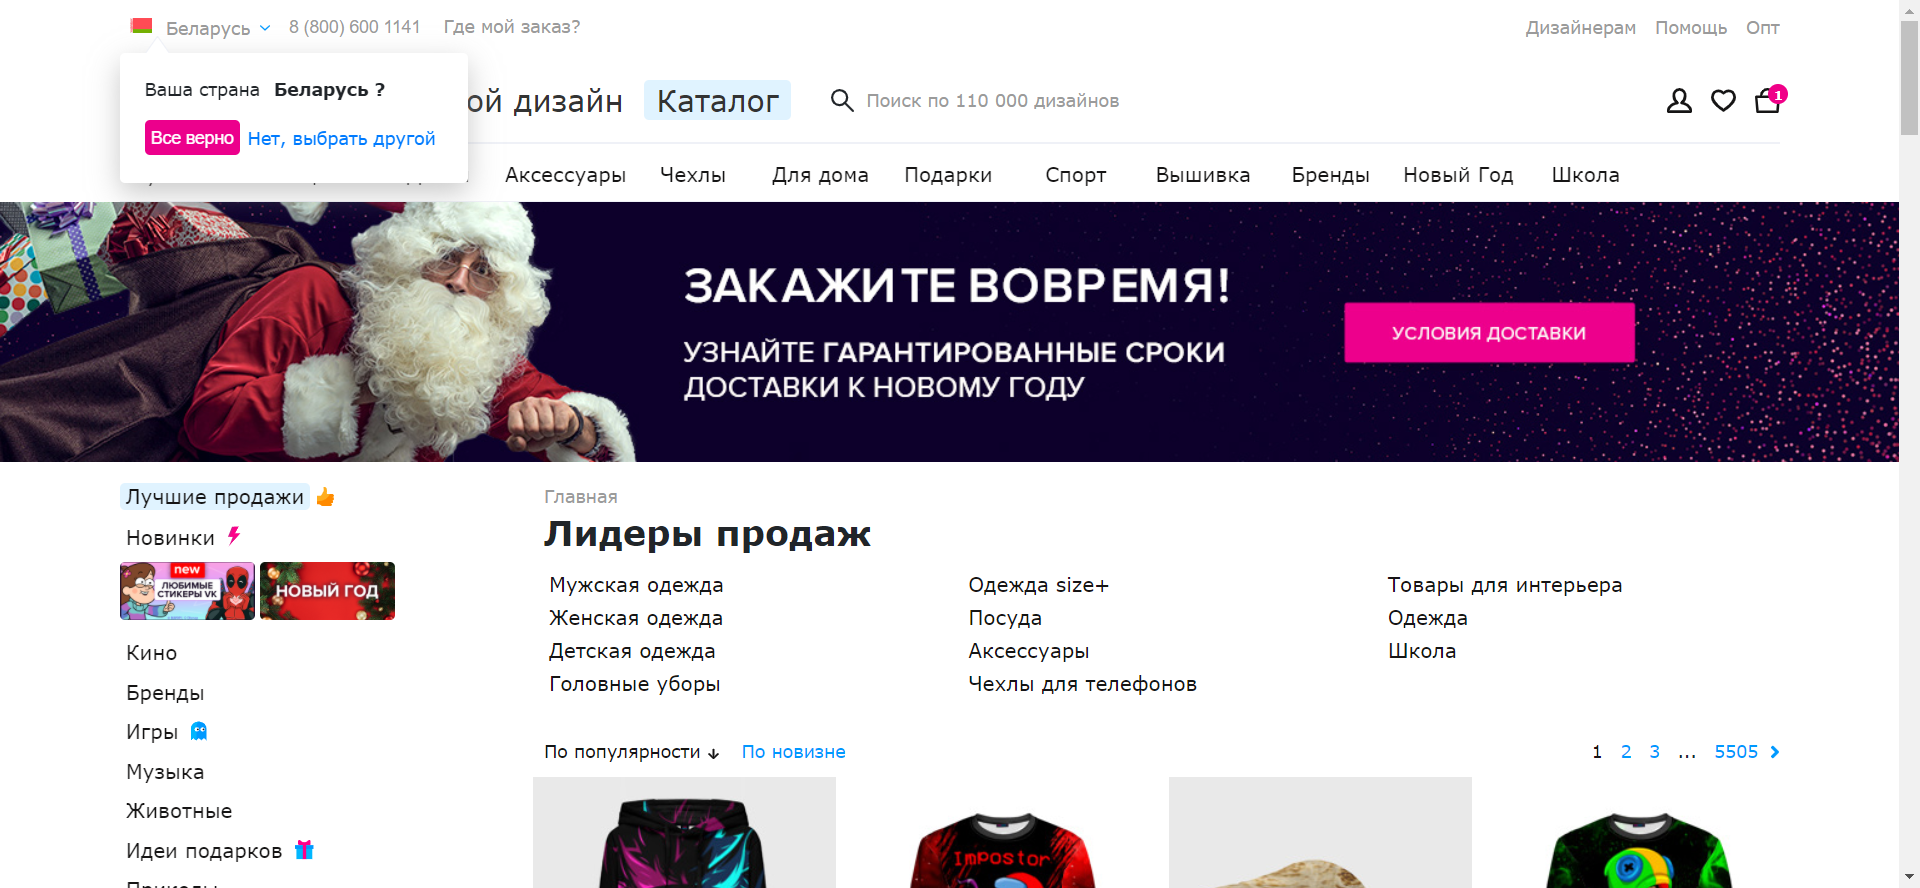 Беларусь 8 (800) 600 1141 Где мой заказ? Дизайнерам Помощь Опт
Ваша страна Беларусь ?
Все верно Нет, выбрать другой
ой дизайн Каталог Поиск по 110 000 дизайнов 1
Аксессуары Чехлы Для дома Подарки Спорт Вышивка Бренды Новый Год Школа
ЗАКАЖИТЕ ВОВРЕМЯ!
УЗНАЙТЕ ГАРАНТИРОВАННЫЕ СРОКИ
ДОСТАВКИ К НОВОМУ ГОДУ
УСЛОВИЯ ДОСТАВКИ
Лучшие продажи
Новинки
new
ЛЮБИМЫЕ
СТИКЕРЫ VK
НОВЫЙ ГОД
Кино
Бренды
Игры
Музыка
Животные
Идеи подарков
Приколы
Главная
Лидеры продаж
Мужская одежда Одежда size+ Товары для интерьера
Женская одежда Посуда Одежда
Детская одежда Аксессуары Школа
Головные уборы Чехлы для телефонов
По популярности По новизне 1 2 3 ... 5505
Impostor